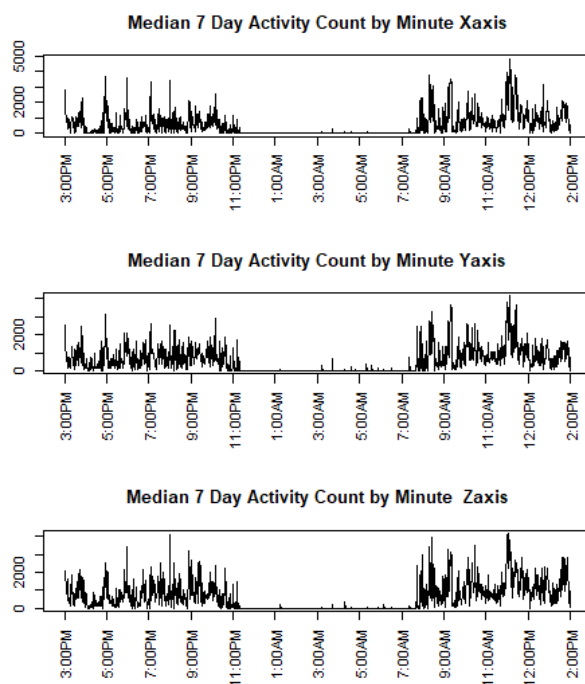 Median 7 Day Activity Count by Minute Xaxis
5000
2000
0
3:00PM 5:00PM 7:00PM 9:00PM 11:00PM 1:00AM 3:00AM 5:00AM 7:00AM 9:00AM 11:00AM 12:00PM 2:00PM
Median 7 Day Activity Count by Minute Yaxis
2000
0
3:00PM 5:00PM 7:00PM 9:00PM 11:00PM 1:00AM 3:00AM 5:00AM 7:00AM 9:00AM 11:00AM 12:00PM 2:00PM
Median 7 Day Activity Count by Minute  Zaxis
2000
0
3:00PM 5:00PM 7:00PM 9:00PM 11:00PM 1:00AM 3:00AM 5:00AM 7:00AM 9:00AM 11:00AM 12:00PM 2:00PM